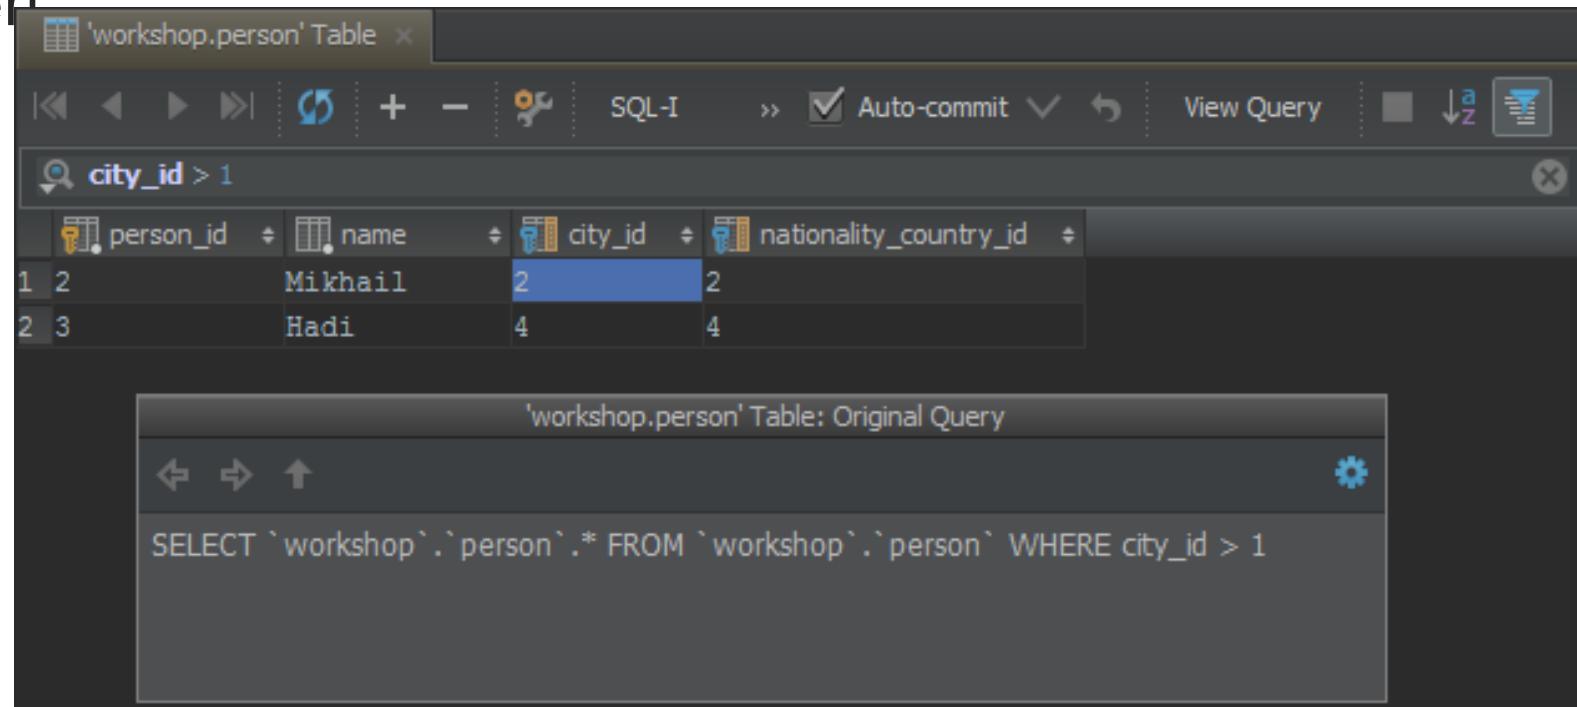 'workshop.person' Table
SQL-I » Auto-commit View Query
city_id > 1
person_id name city_id nationality_country_id
1 2 Mikhail 2 2
2 3 Hadi 4 4
'workshop.person' Table: Original Query
SELECT `workshop`.`person`.* FROM `workshop`.`person` WHERE city_id > 1